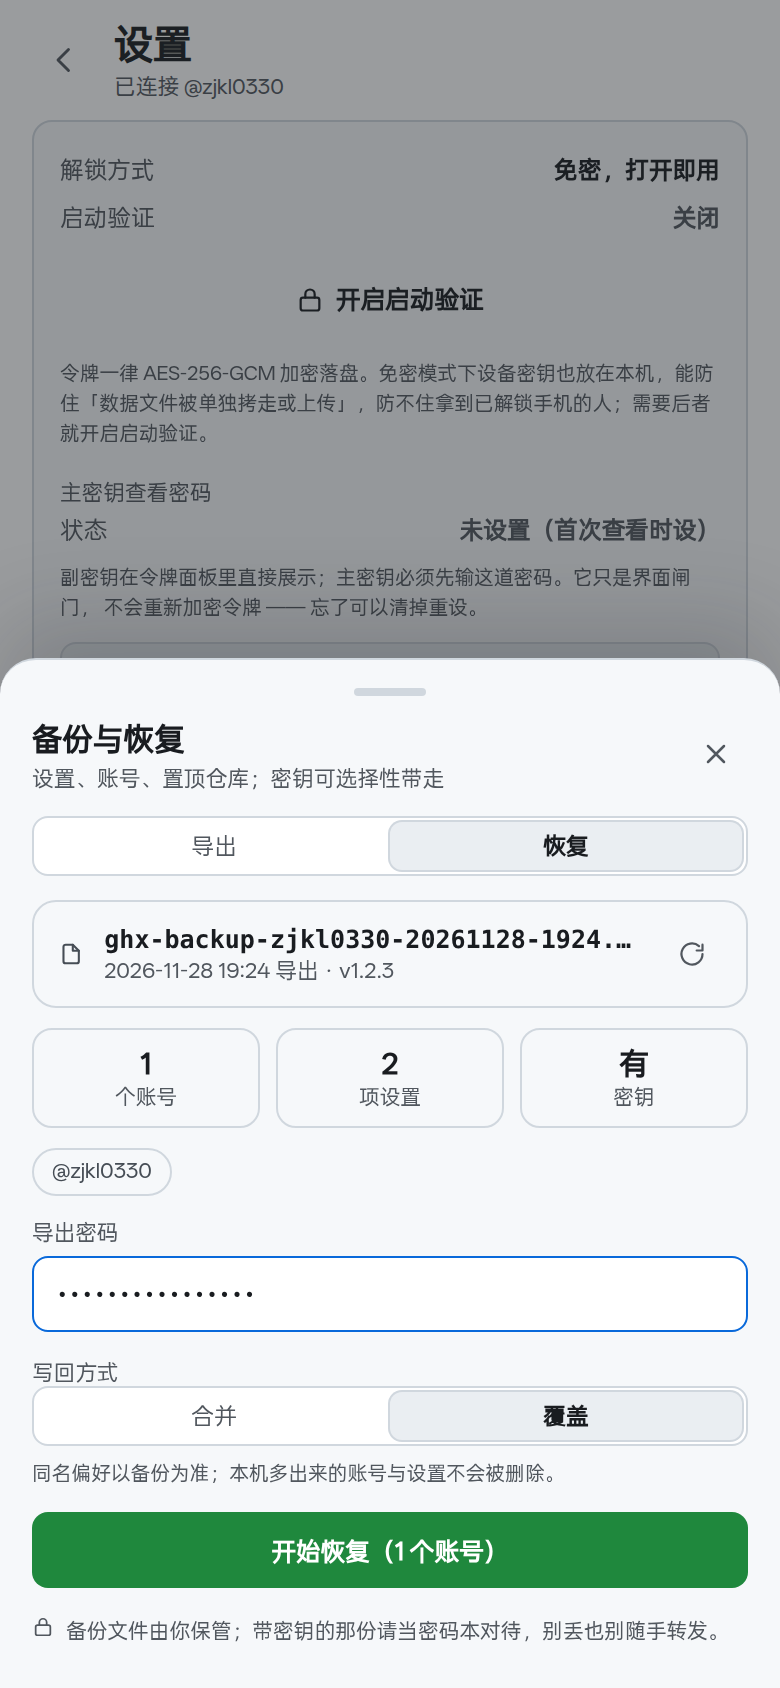 设置
已连接 @zjkl0330
解锁方式 免密，打开即用
启动验证 关闭
开启启动验证
令牌一律 AES-256-GCM 加密落盘。免密模式下设备密钥也放在本机，能防
住「数据文件被单独拷走或上传」，防不住拿到已解锁手机的人；需要后者
就开启启动验证。
主密钥查看密码
状态 未设置（首次查看时设）
副密钥在令牌面板里直接展示；主密钥必须先输这道密码。它只是界面闸
门， 不会重新加密令牌 —— 忘了可以清掉重设。
备份与恢复
设置、账号、置顶仓库；密钥可选择性带走
导出 恢复
ghx-backup-zjkl0330-20261128-1924.…
2026-11-28 19:24 导出 · v1.2.3
1 2 有
个账号 项设置 密钥
@zjkl0330
导出密码
••••••••••••••••
写回方式
合并 覆盖
同名偏好以备份为准；本机多出来的账号与设置不会被删除。
开始恢复（1 个账号）
备份文件由你保管；带密钥的那份请当密码本对待，别丢也别随手转发。